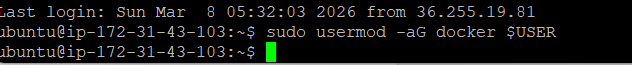 Last login: Sun Mar  8 05:32:03 2026 from 36.255.19.81
ubuntu@ip-172-31-43-103:~$ sudo usermod -aG docker $USER
ubuntu@ip-172-31-43-103:~$